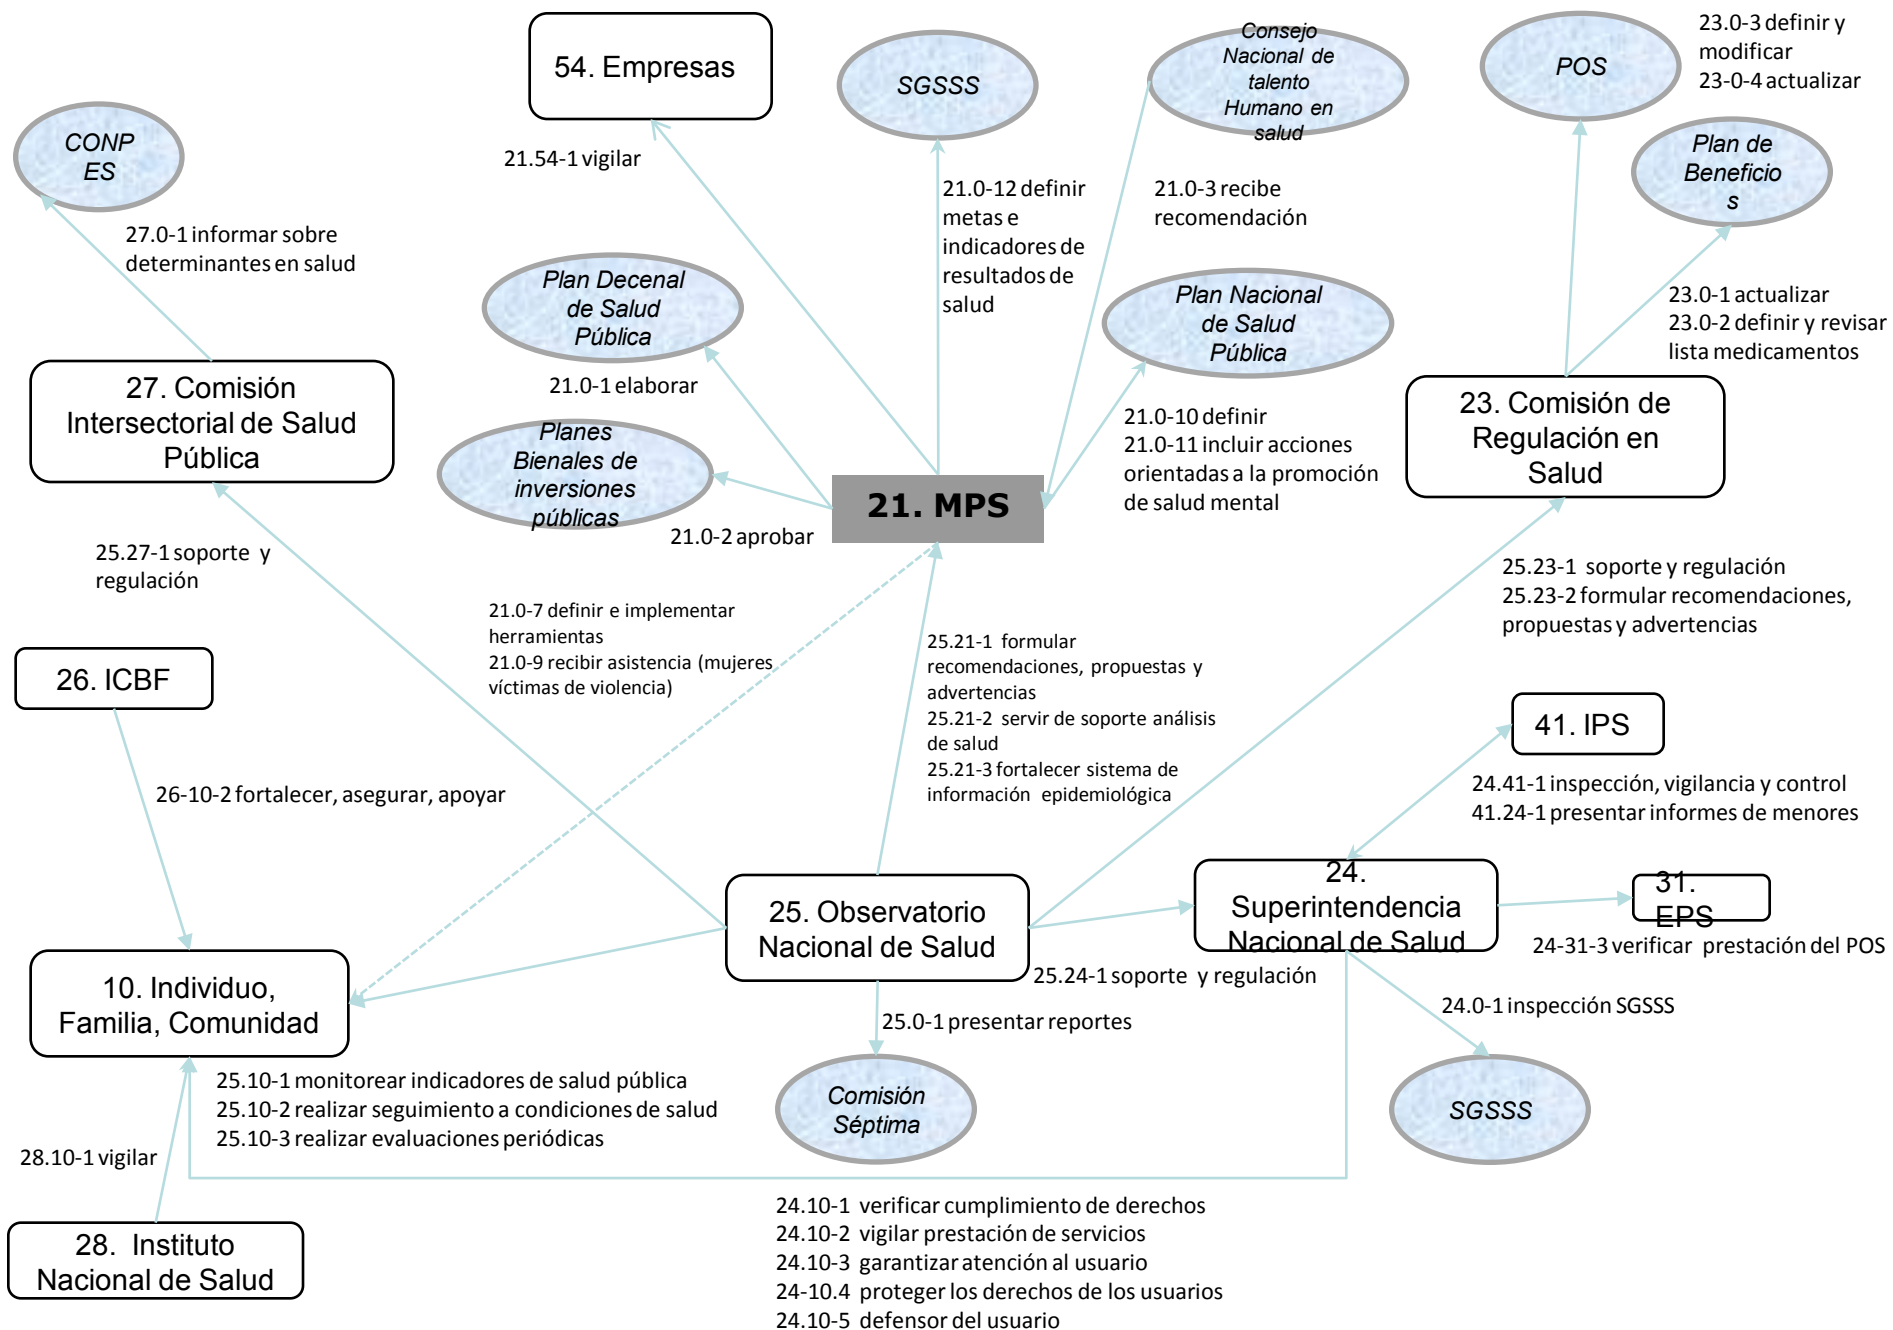 54. Empresas
SGSSS
Consejo
Nacional de
talento
Humano en
salud
POS
23.0-3 definir y
modificar
23-0-4 actualizar
CONP
ES
21.54-1 vigilar
Plan de
Beneficio
s
21.0-12 definir
metas e
indicadores de
resultados de
salud
21.0-3 recibe
recomendación
27.0-1 informar sobre
determinantes en salud
Plan Decenal
de Salud
Pública
Plan Nacional
de Salud
Pública
23.0-1 actualizar
23.0-2 definir y revisar
lista medicamentos
27. Comisión
Intersectorial de Salud
Pública
21.0-1 elaborar
Planes
Bienales de
inversiones
públicas
21.0-10 definir
21.0-11 incluir acciones
orientadas a la promoción
de salud mental
23. Comisión de
Regulación en
Salud
21. MPS
21.0-2 aprobar
25.27-1 soporte y
regulación
25.23-1 soporte y regulación
25.23-2 formular recomendaciones,
propuestas y advertencias
21.0-7 definir e implementar
herramientas
21.0-9 recibir asistencia (mujeres
víctimas de violencia)
25.21-1 formular
recomendaciones, propuestas y
advertencias
25.21-2 servir de soporte análisis
de salud
25.21-3 fortalecer sistema de
información epidemiológica
26. ICBF
41. IPS
26-10-2 fortalecer, asegurar, apoyar
24.41-1 inspección, vigilancia y control
41.24-1 presentar informes de menores
25. Observatorio
Nacional de Salud
24.
Superintendencia
Nacional de Salud
31.
EPS
24-31-3 verificar prestación del POS
25.24-1 soporte y regulación
10. Individuo,
Familia, Comunidad
24.0-1 inspección SGSSS
25.0-1 presentar reportes
25.10-1 monitorear indicadores de salud pública
25.10-2 realizar seguimiento a condiciones de salud
25.10-3 realizar evaluaciones periódicas
Comisión
Séptima
SGSSS
28.10-1 vigilar
28. Instituto
Nacional de Salud
24.10-1 verificar cumplimiento de derechos
24.10-2 vigilar prestación de servicios
24.10-3 garantizar atención al usuario
24-10.4 proteger los derechos de los usuarios
24.10-5 defensor del usuario